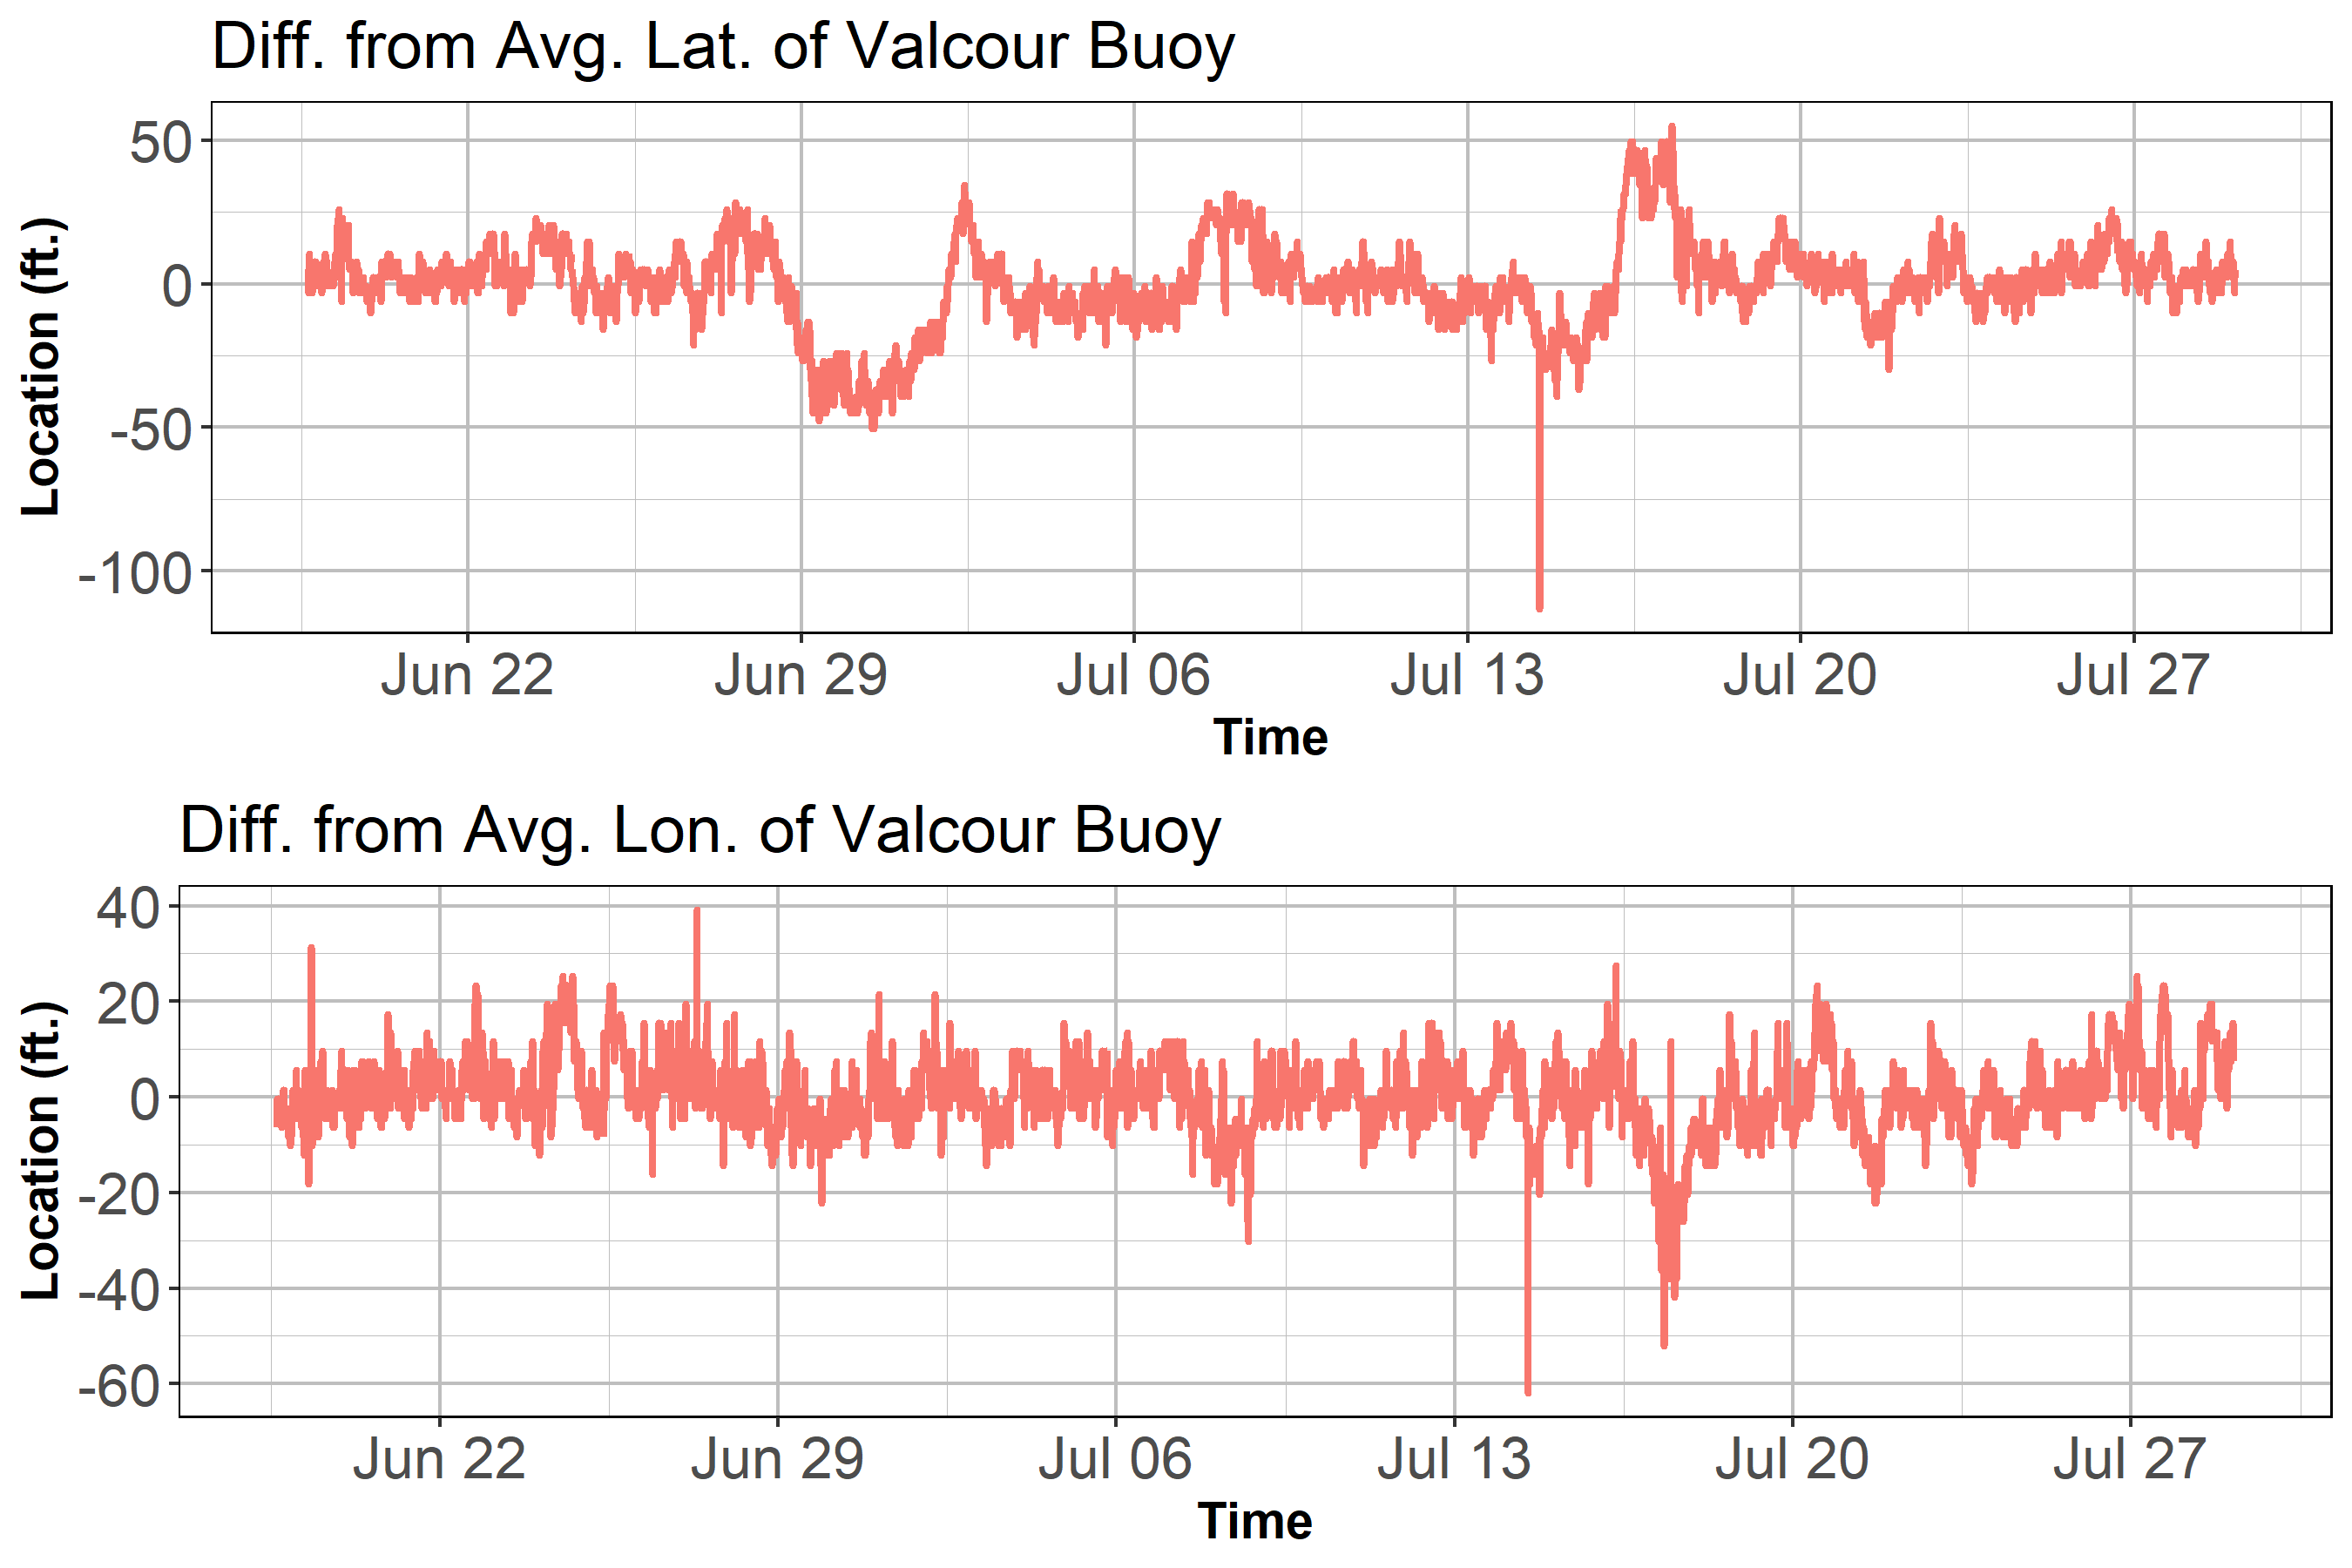 Diff. from Avg. Lat. of Valcour Buoy
Location (ft.)
50
0
-50
-100
Jun 22 Jun 29 Jul 06 Jul 13 Jul 20 Jul 27
Time
Diff. from Avg. Lon. of Valcour Buoy
Location (ft.)
40
20
0
-20
-40
-60
Jun 22 Jun 29 Jul 06 Jul 13 Jul 20 Jul 27
Time